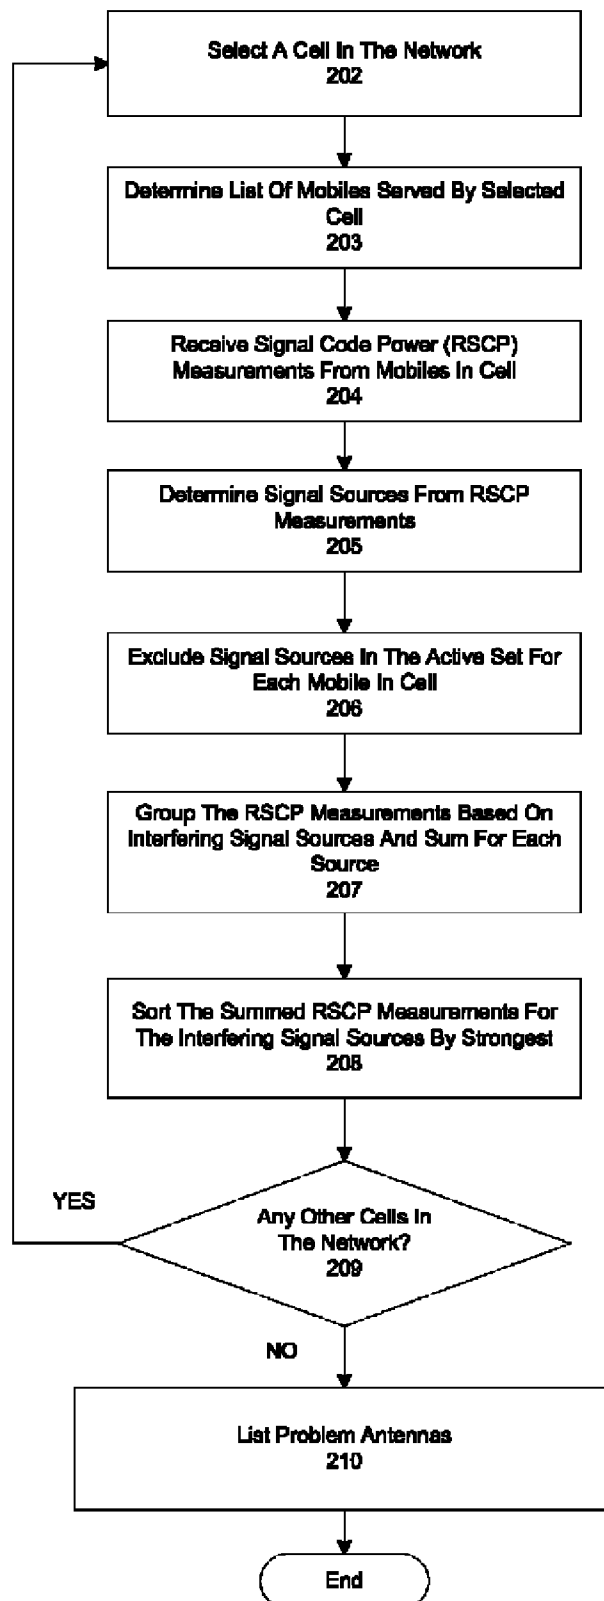 Select A Cell In The Network
202
Determine List Of Mobiles Served By Selected
Cell
203
Receive Signal Code Power (RSCP)
Measurements From Mobiles In Cell
204
Determine Signal Sources From RSCP
Measurements
205
Exclude Signal Sources In The Active Set For
Each Mobile In Cell
206
Group The RSCP Measurements Based On
Interfering Signal Sources And Sum For Each
Source
207
Sort The Summed RSCP Measurements For
The Interfering Signal Sources By Strongest
208
YES
Any Other Cells In
The Network?
209
NO
List Problem Antennas
210
End